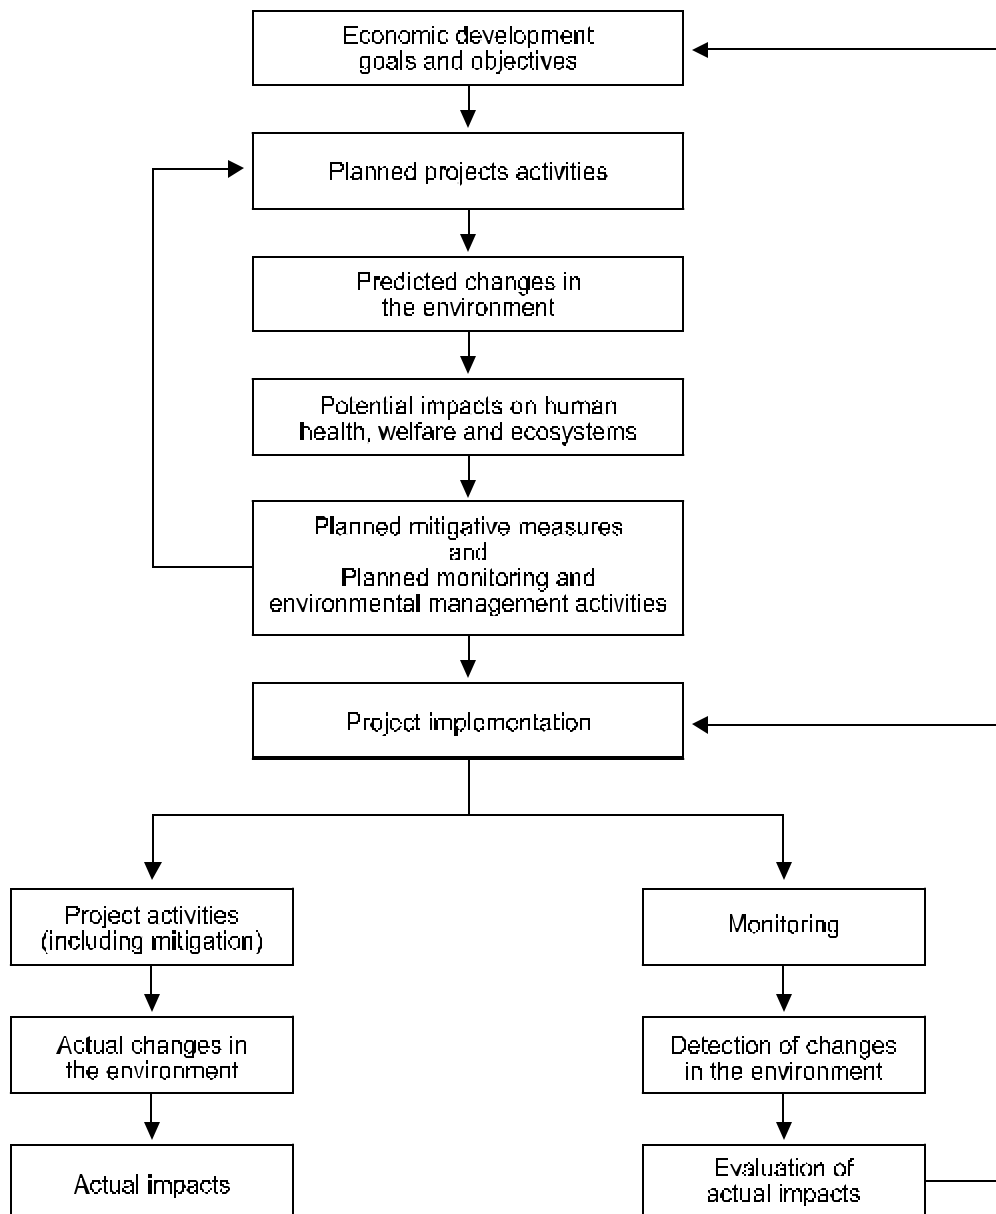 Economic development
goals and objectives
Planned projects activities
Predicted changes in
the environment
Potential impacts on human
health, welfare and ecosystems
Planned mitigative measures
and
Planned monitoring and
environmental management activities
Project implementation
Project activities
(including mitigation)
Monitoring
Actual changes in
the environment
Detection of changes
in the environment
Actual impacts
Evaluation of
actual impacts